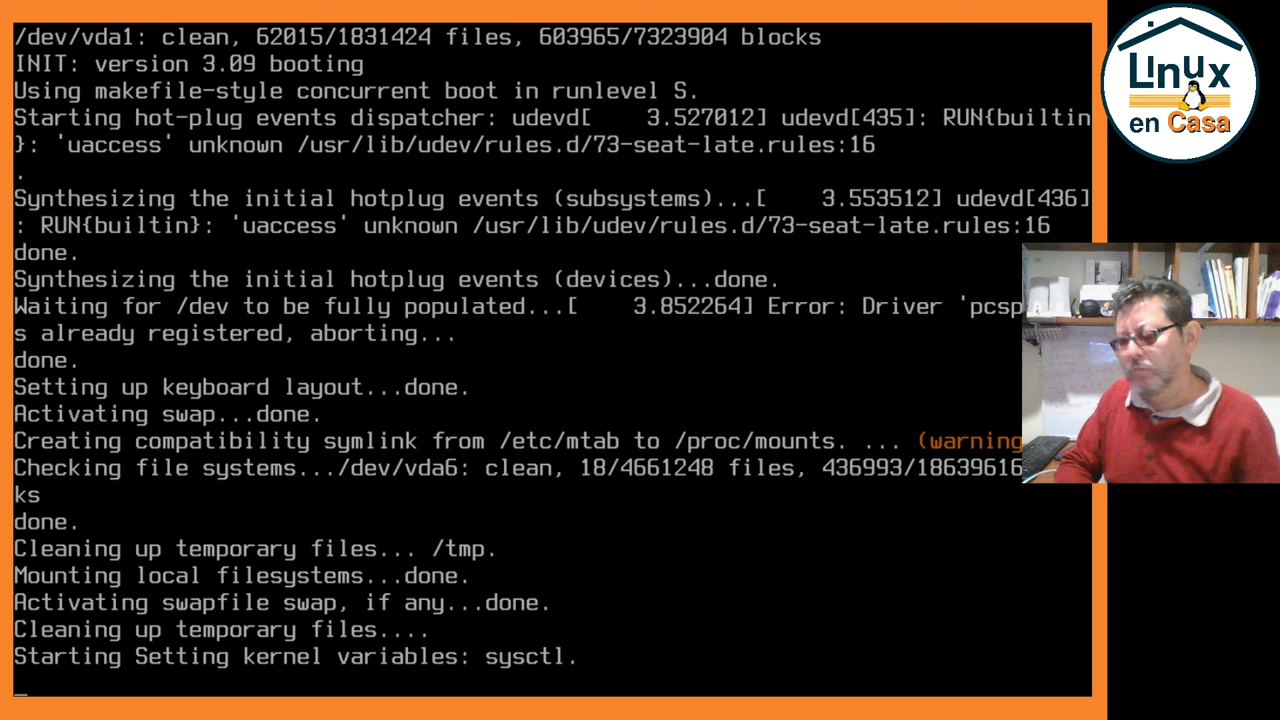 /dev/vda1: clean, 62015/1831424 files, 603965/7323904 blocks
INIT: version 3.09 booting
Using makefile-style concurrent boot in runlevel S.
Starting hot-plug events dispatcher: udevd[    3.527012] udevd[435]: RUN{builtin
}: 'uaccess' unknown /usr/lib/udev/rules.d/73-seat-late.rules:16
.
Synthesizing the initial hotplug events (subsystems)...[    3.553512] udevd[436]
: RUN{builtin}: 'uaccess' unknown /usr/lib/udev/rules.d/73-seat-late.rules:16
done.
Synthesizing the initial hotplug events (devices)...done.
Waiting for /dev to be fully populated...[    3.852264] Error: Driver 'pcsp
s already registered, aborting...
done.
Setting up keyboard layout...done.
Activating swap...done.
Creating compatibility symlink from /etc/mtab to /proc/mounts. ... (warning
Checking file systems.../dev/vda6: clean, 18/4661248 files, 436993/18639616
ks
done.
Cleaning up temporary files... /tmp.
Mounting local filesystems...done.
Activating swapfile swap, if any...done.
Cleaning up temporary files....
Starting Setting kernel variables: sysctl.
Linux
en Casa